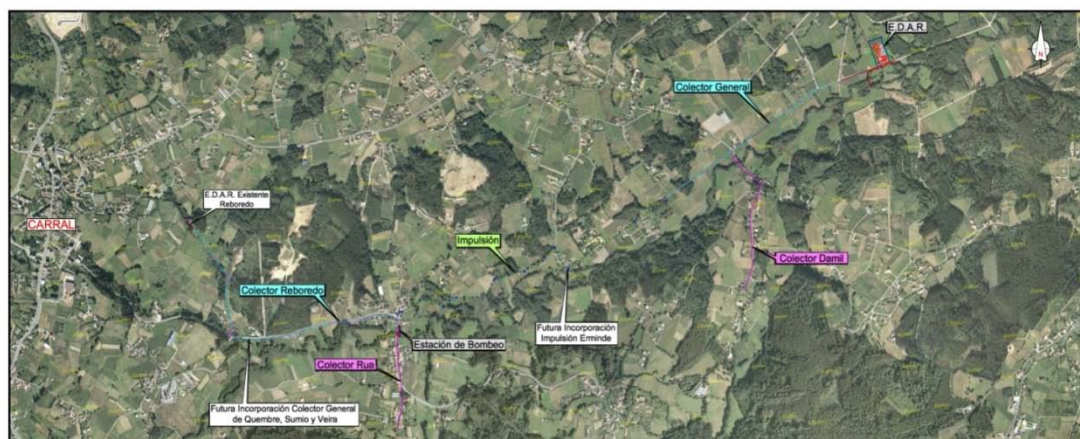 E.D.A.R.
N
Colector General
E.D.A.R. Existente
Reboredo
CARRAL
Impulsión
Colector Damil
Colector Reboredo
Futura Incorporación
Impulsión Erminde
Estación de Bombeo
Colector Rua
Futura Incorporación Colector General
de Quembre, Sumio y Veira